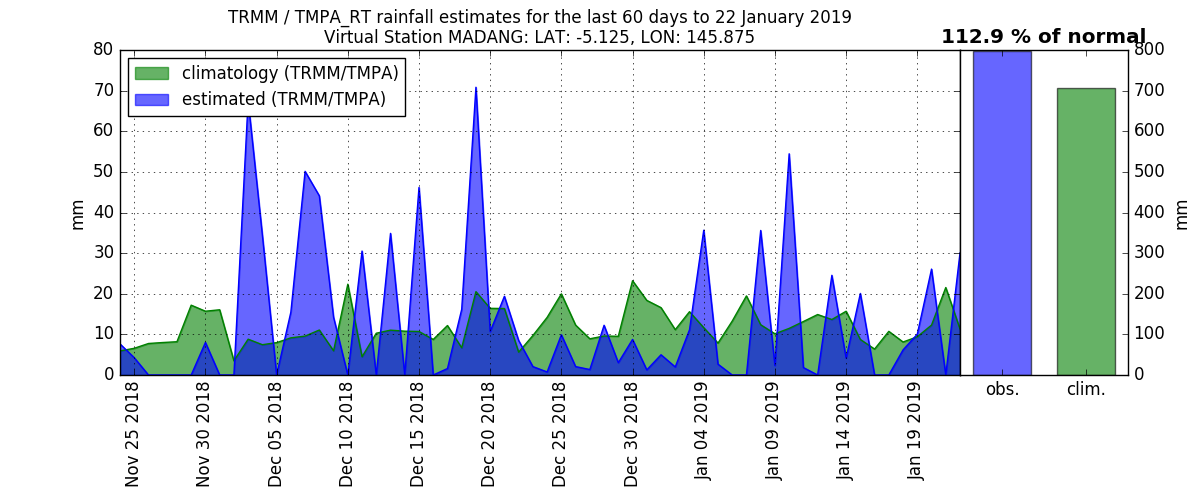 TRMM / TMPA_RT rainfall estimates for the last 60 days to 22 January 2019
Virtual Station MADANG: LAT: -5.125, LON: 145.875
112.9 % of normal
climatology (TRMM/TMPA)
estimated (TRMM/TMPA)
80
70
60
50
40
30
20
10
0
mm
800
700
600
500
400
300
200
100
0
mm
Nov 25 2018
Nov 30 2018
Dec 05 2018
Dec 10 2018
Dec 15 2018
Dec 20 2018
Dec 25 2018
Dec 30 2018
Jan 04 2019
Jan 09 2019
Jan 14 2019
Jan 19 2019
obs.
clim.